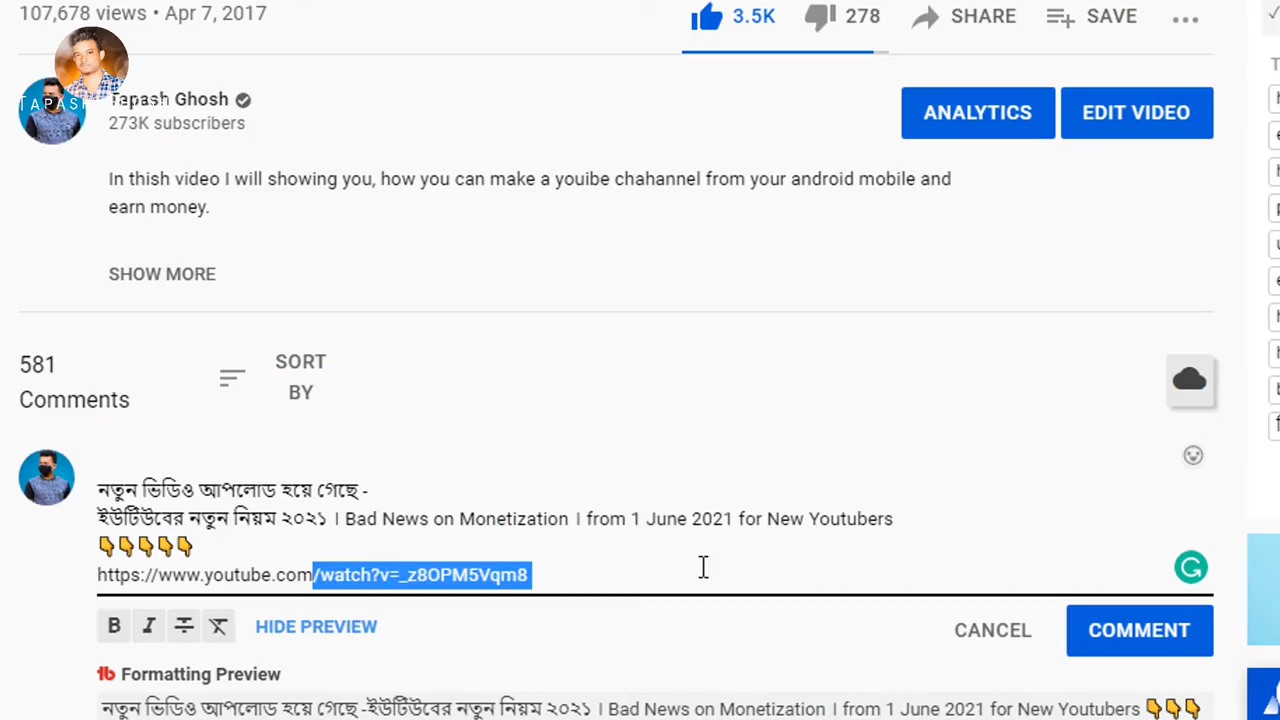 107,678 views • Apr 7, 2017
3.5K 278 SHARE SAVE
Tapash Ghosh
273K subscribers
ANALYTICS EDIT VIDEO
In thish video I will showing you, how you can make a youibe chahannel from your android mobile and
earn money.
SHOW MORE
581
Comments
SORT
BY
নতুন ভিডিও আপলোড হয়ে গেছে -
ইউটিউবের নতুন নিয়ম ২০২১ । Bad News on Monetization । from 1 June 2021 for New Youtubers
👇👇👇👇👇
https://www.youtube.com/watch?v=_z8OPM5Vqm8
B I HIDE PREVIEW CANCEL COMMENT
Formatting Preview
নতুন ভিডিও আপলোড হয়ে গেছে -ইউটিউবের নতুন নিয়ম ২০২১ । Bad News on Monetization । from 1 June 2021 for New Youtubers 👇👇👇